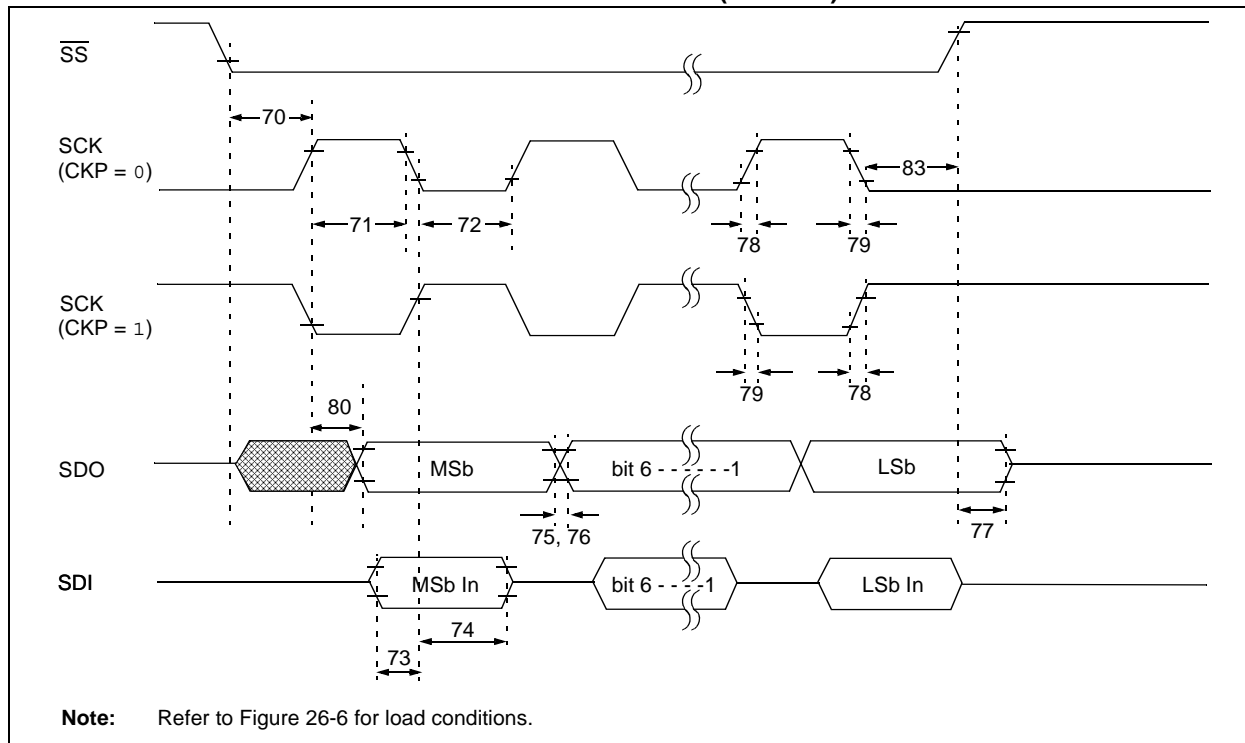 SS
70
SCK
(CKP = 0)
83
71
72
78
79
SCK
(CKP = 1)
79
78
80
SDO
MSb
bit 6 - - - - - -1
LSb
75, 76
77
SDI
MSb In
bit 6 - - - -1
LSb In
74
73
Note: Refer to Figure 26-6 for load conditions.